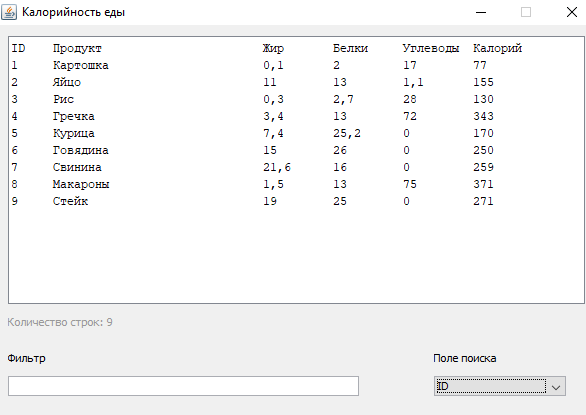 Калорийность еды
ID Продукт Жир Белки Углеводы Калорий
1 Картошка 0,1 2 17 77
2 Яйцо 11 13 1,1 155
3 Рис 0,3 2,7 28 130
4 Гречка 3,4 13 72 343
5 Курица 7,4 25,2 0 170
6 Говядина 15 26 0 250
7 Свинина 21,6 16 0 259
8 Макароны 1,5 13 75 371
9 Стейк 19 25 0 271
Количество строк: 9
Фильтр Поле поиска
ID